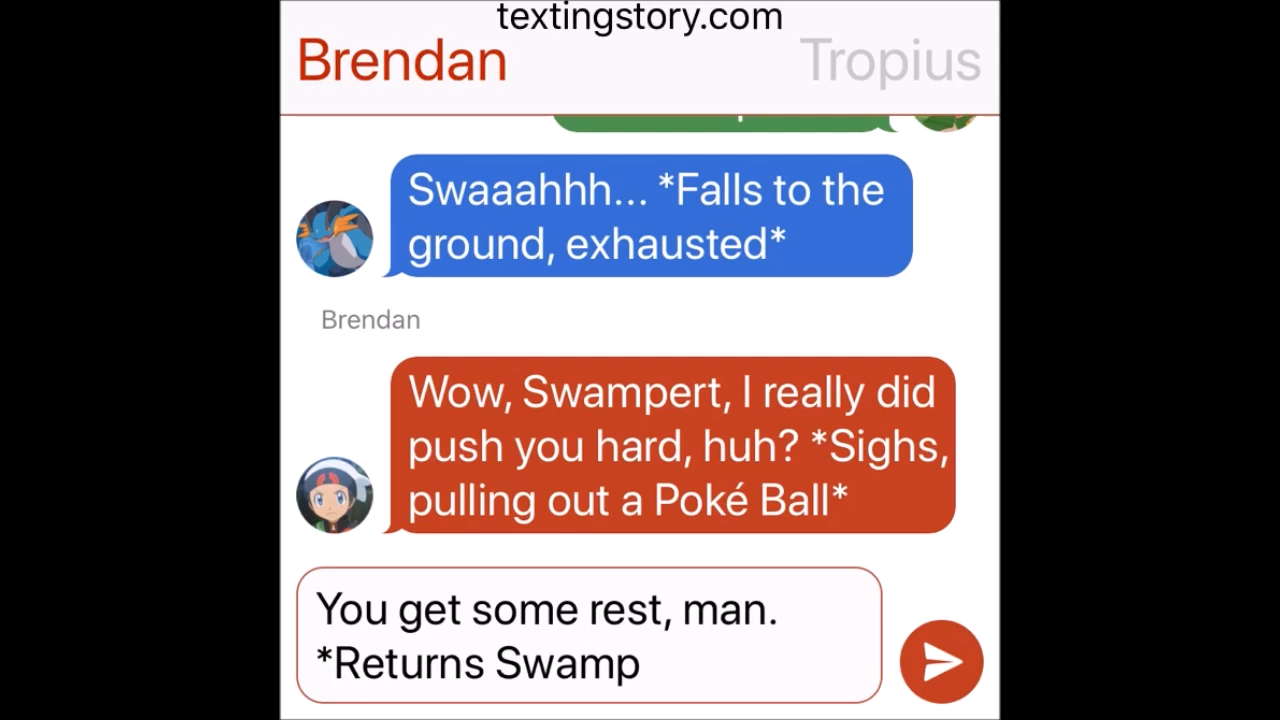 textingstory.com
Brendan
Tropius
Swaaahhh... *Falls to the
ground, exhausted*
Brendan
Wow, Swampert, I really did
push you hard, huh? *Sighs,
pulling out a Poké Ball*
You get some rest, man.
*Returns Swamp